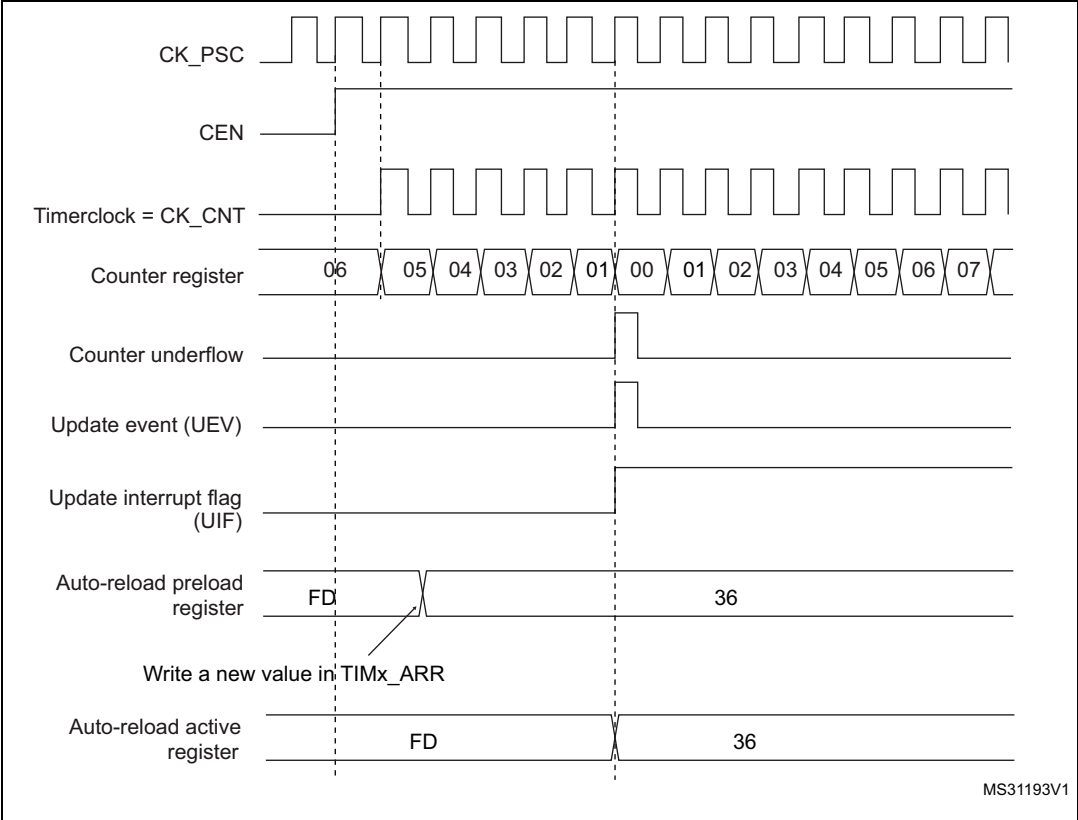 CK_PSC
CEN
Timerclock = CK_CNT
Counter register
06 05 04 03 02 01 00 01 02 03 04 05 06 07
Counter underflow
Update event (UEV)
Update interrupt flag
(UIF)
Auto-reload preload
register
FD 36
Write a new value in TIMx_ARR
Auto-reload active
register
FD 36
MS31193V1